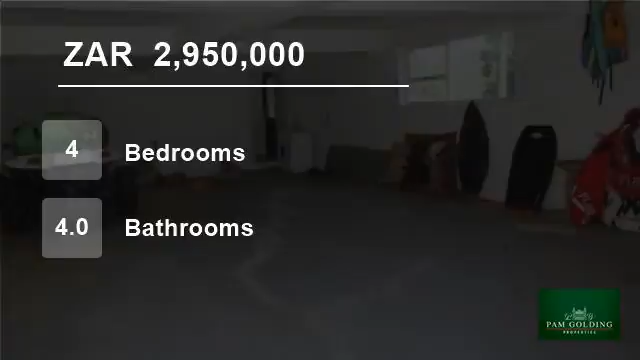 ZAR 2,950,000
4 Bedrooms
4.0 Bathrooms
PAM GOLDING
PROPERTIES